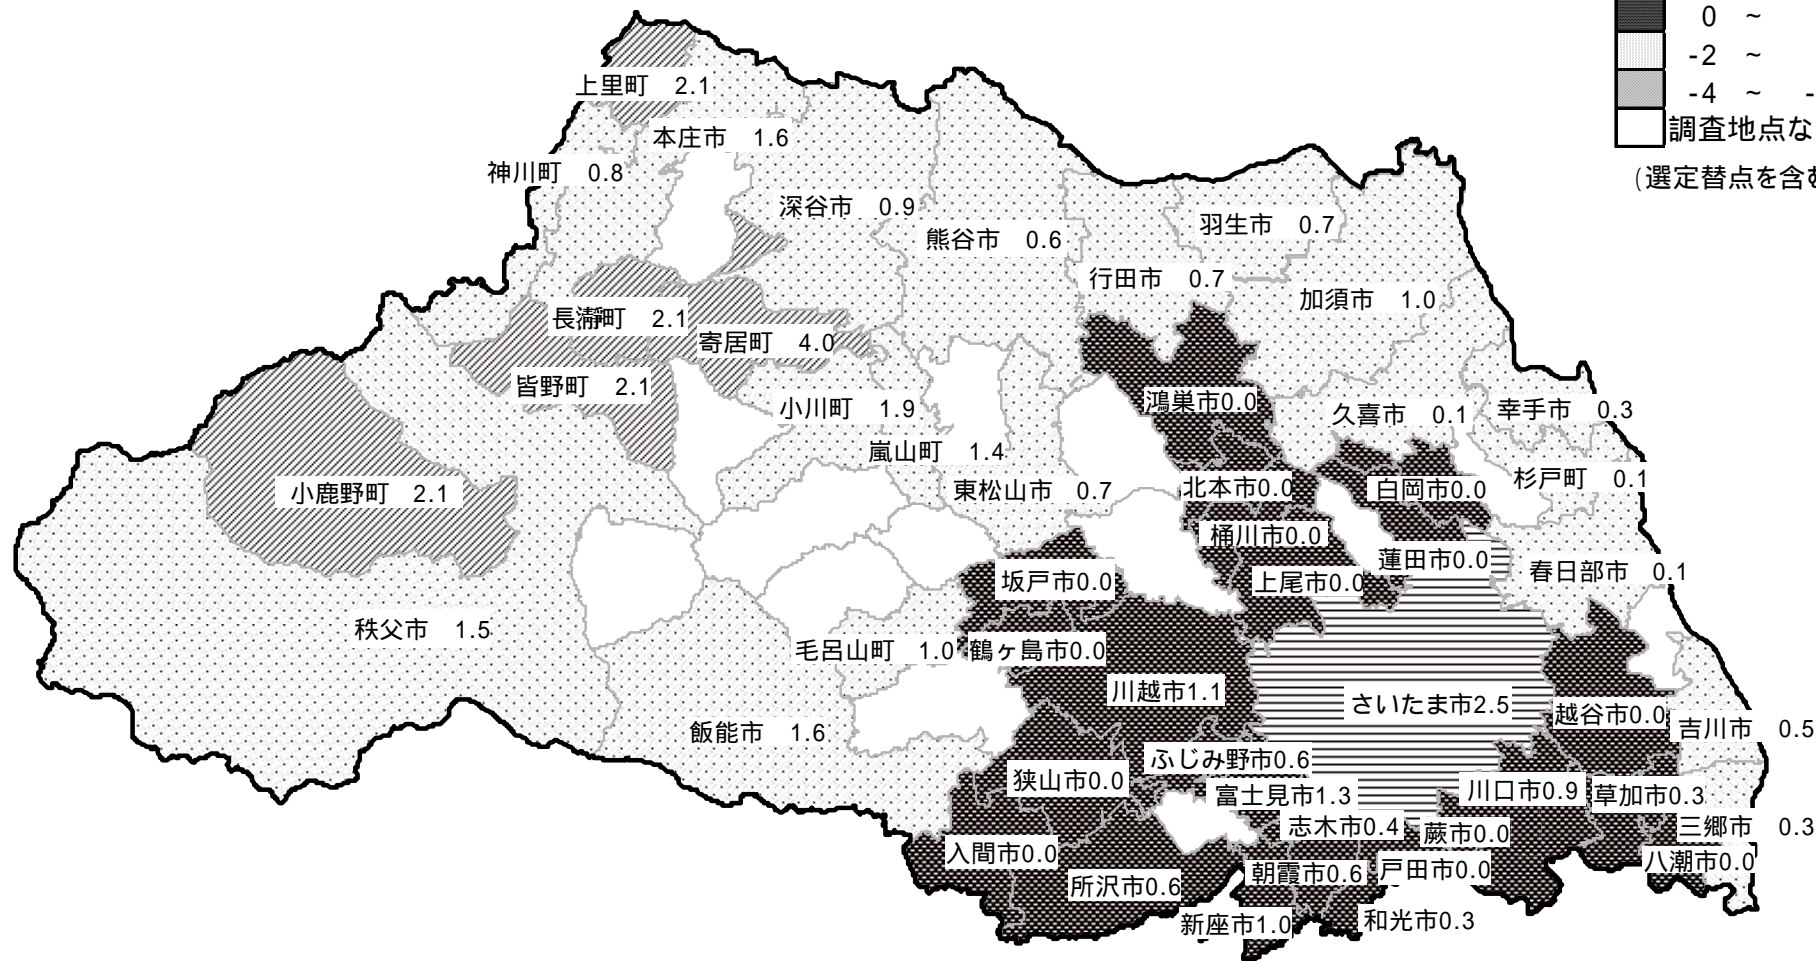 0 ～
-2 ～
-4 ～ -
調査地点な
(選定替点を含む
上里町 2.1
本庄市 1.6
神川町 0.8
深谷市 0.9
熊谷市 0.6
羽生市 0.7
行田市 0.7
加須市 1.0
長瀞町 2.1
寄居町 4.0
皆野町 2.1
小川町 1.9
鴻巣市0.0
久喜市 0.1
幸手市 0.3
嵐山町 1.4
小鹿野町 2.1
東松山市 0.7
北本市0.0
白岡市0.0
杉戸町 0.1
桶川市0.0
蓮田市0.0
坂戸市0.0
上尾市0.0
春日部市 0.1
秩父市 1.5
毛呂山町 1.0
鶴ヶ島市0.0
川越市1.1
さいたま市2.5
越谷市0.0
吉川市 0.5
飯能市 1.6
ふじみ野市0.6
狭山市0.0
富士見市1.3
川口市0.9
草加市0.3
志木市0.4
蕨市0.0
三郷市 0.3
入間市0.0
八潮市0.0
所沢市0.6
朝霞市0.6
戸田市0.0
新座市1.0
和光市0.3